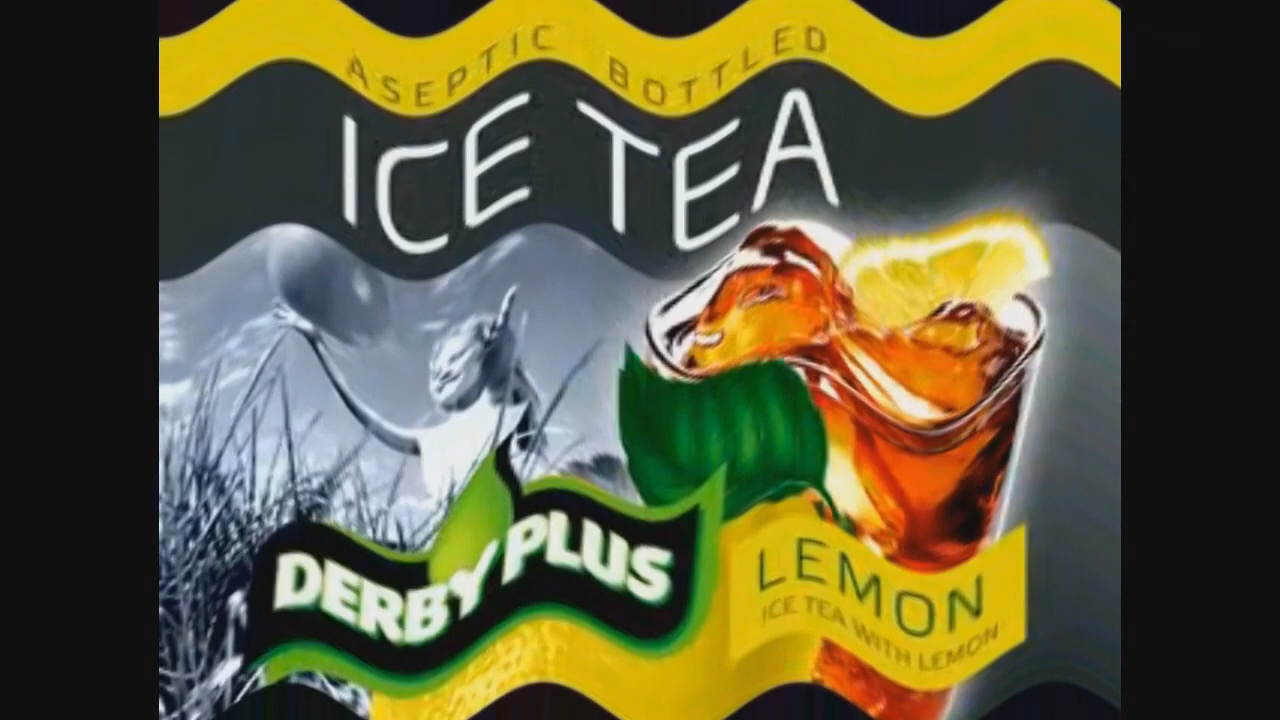 ASEPTIC BOTTLED
ICE TEA
DERBY PLUS
LEMON
ICE TEA WITH LEMON